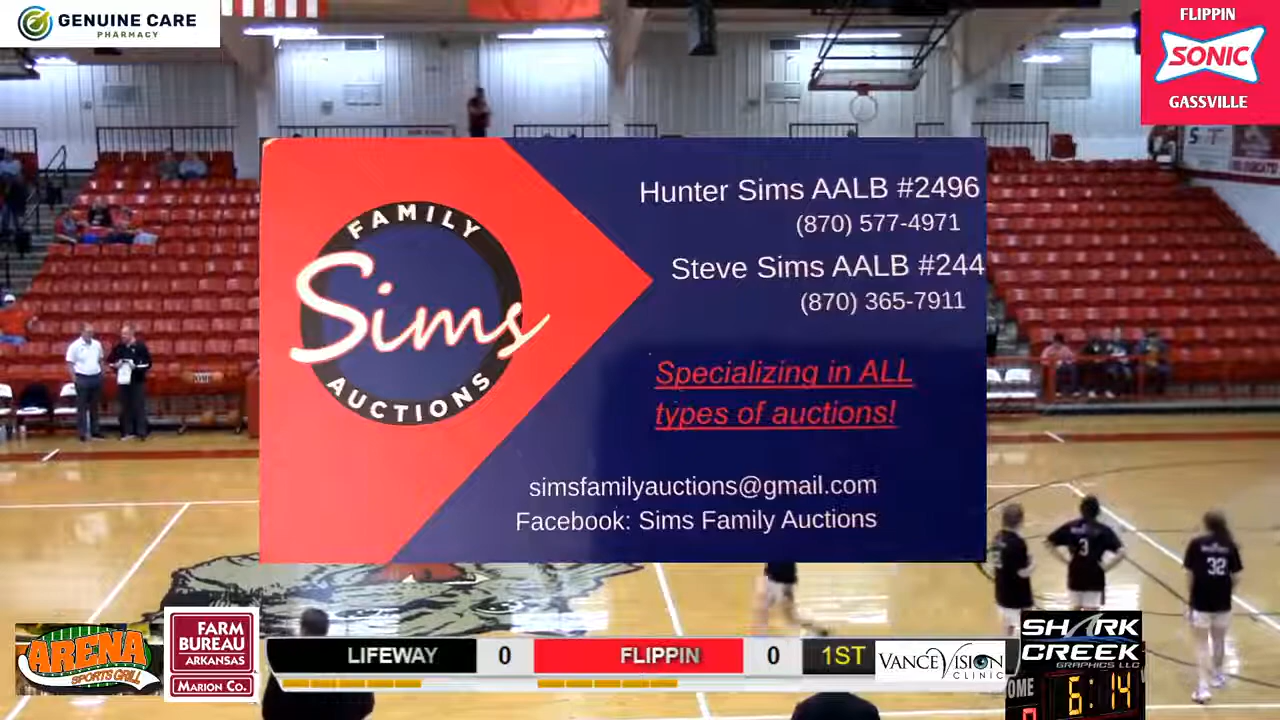 GENUINE CARE
PHARMACY
FLIPPIN
SONIC
GASSVILLE
FAMILY
Sims
AUCTIONS
Hunter Sims AALB #2496
(870) 577-4971
Steve Sims AALB #244
(870) 365-7911
Specializing in ALL
types of auctions!
simsfamilyauctions@gmail.com
Facebook: Sims Family Auctions
3
32
ARENA
SPORTS GRILL
FARM
BUREAU
ARKANSAS
MARION CO.
LIFEWAY 0 FLIPPIN 0 1ST
VANCE VISION
CLINIC
SHARK
CREEK
GRAPHICS LLC
OME
6:14